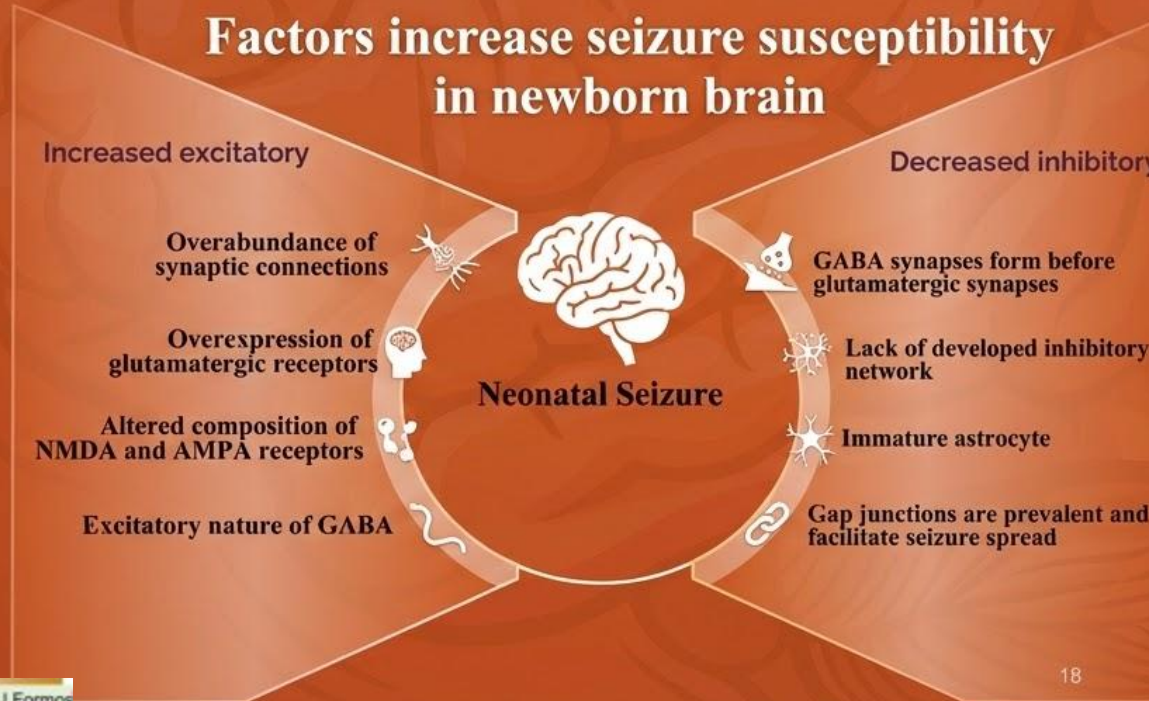 Factors increase seizure susceptibility
in newborn brain
Increased excitatory
Overabundance of
synaptic connections
Overexpression of
glutamatergic receptors
Altered composition of
NMDA and AMPA receptors
Excitatory nature of GABA
Neonatal Seizure
Decreased inhibitory
GABA synapses form before
glutamatergic synapses
Lack of developed inhibitory
network
Immature astrocyte
Gap junctions are prevalent and
facilitate seizure spread
18
J Formos